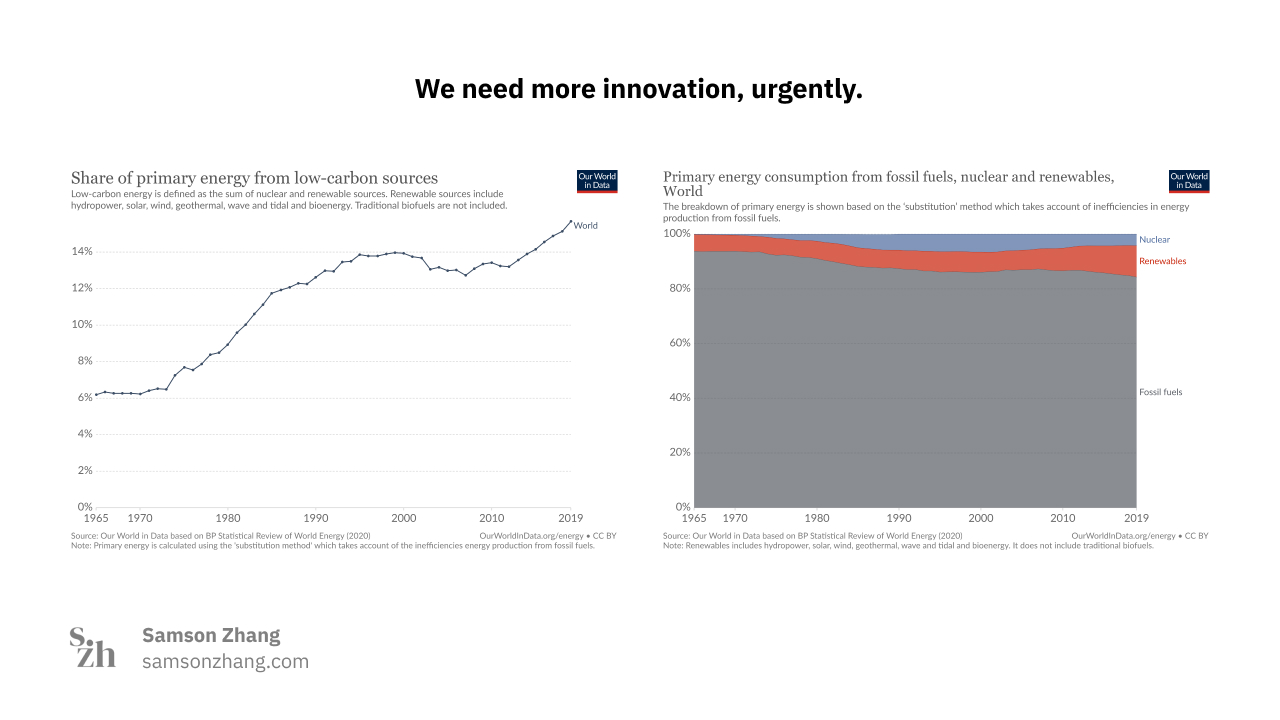 We need more innovation, urgently.
Share of primary energy from low-carbon sources
Low-carbon energy is defined as the sum of nuclear and renewable sources. Renewable sources include
hydropower, solar, wind, geothermal, wave and tidal and bioenergy. Traditional biofuels are not included.
Our World
in Data
World
14%
12%
10%
8%
6%
4%
2%
0%
1965 1970 1980 1990 2000 2010 2019
Source: Our World in Data based on BP Statistical Review of World Energy (2020) OurWorldInData.org/energy • CC BY
Note: Primary energy is calculated using the 'substitution method' which takes account of the inefficiencies energy production from fossil fuels.
Primary energy consumption from fossil fuels, nuclear and renewables,
World
Our World
in Data
The breakdown of primary energy is shown based on the 'substitution' method which takes account of inefficiencies in energy
production from fossil fuels.
100%
Nuclear
Renewables
80%
60%
40%
Fossil fuels
20%
0%
1965 1970 1980 1990 2000 2010 2019
Source: Our World in Data based on BP Statistical Review of World Energy (2020) OurWorldInData.org/energy • CC BY
Note: Renewables includes hydropower, solar, wind, geothermal, wave and tidal and bioenergy. It does not include traditional biofuels.
szh
Samson Zhang
samsonzhang.com